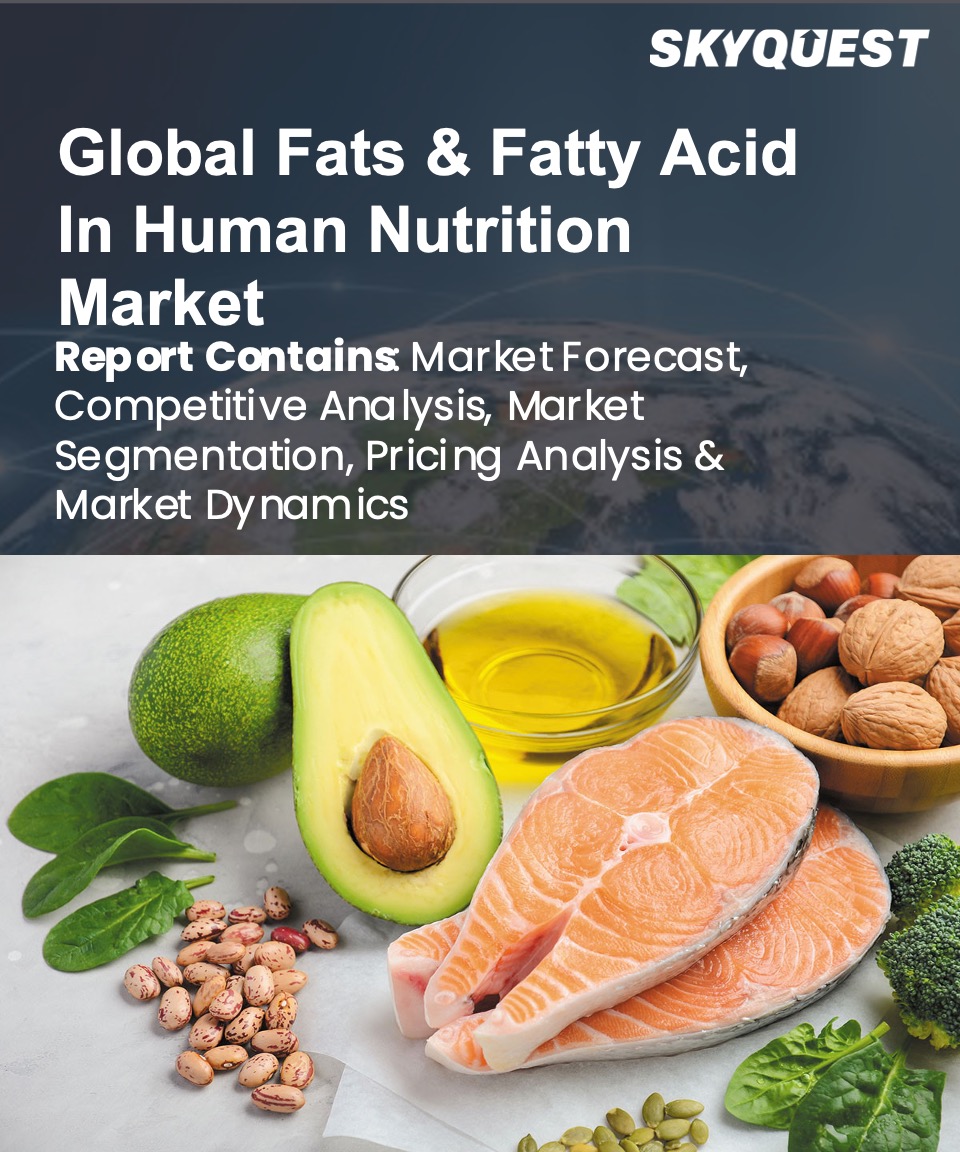 SKYQUEST
Global Fats & Fatty Acid
In Human Nutrition
Market
Report Contains: Market Forecast,
Competitive Analysis, Market
Segmentation, Pricing Analysis &
Market Dynamics